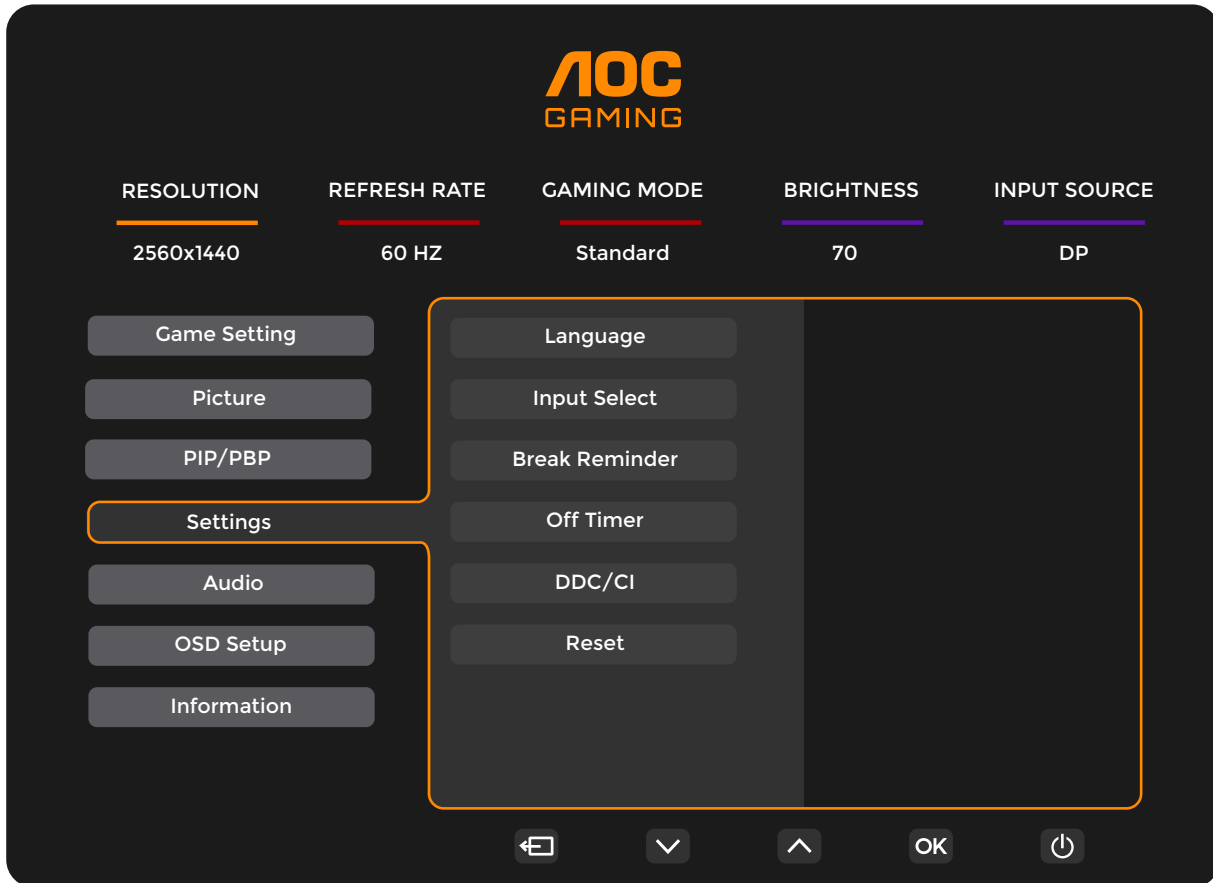 AOC
GAMING
RESOLUTION REFRESH RATE GAMING MODE BRIGHTNESS INPUT SOURCE
2560x1440 60 HZ Standard 70 DP
Game Setting
Picture
PIP/PBP
Settings
Audio
OSD Setup
Information
Language
Input Select
Break Reminder
Off Timer
DDC/CI
Reset
OK